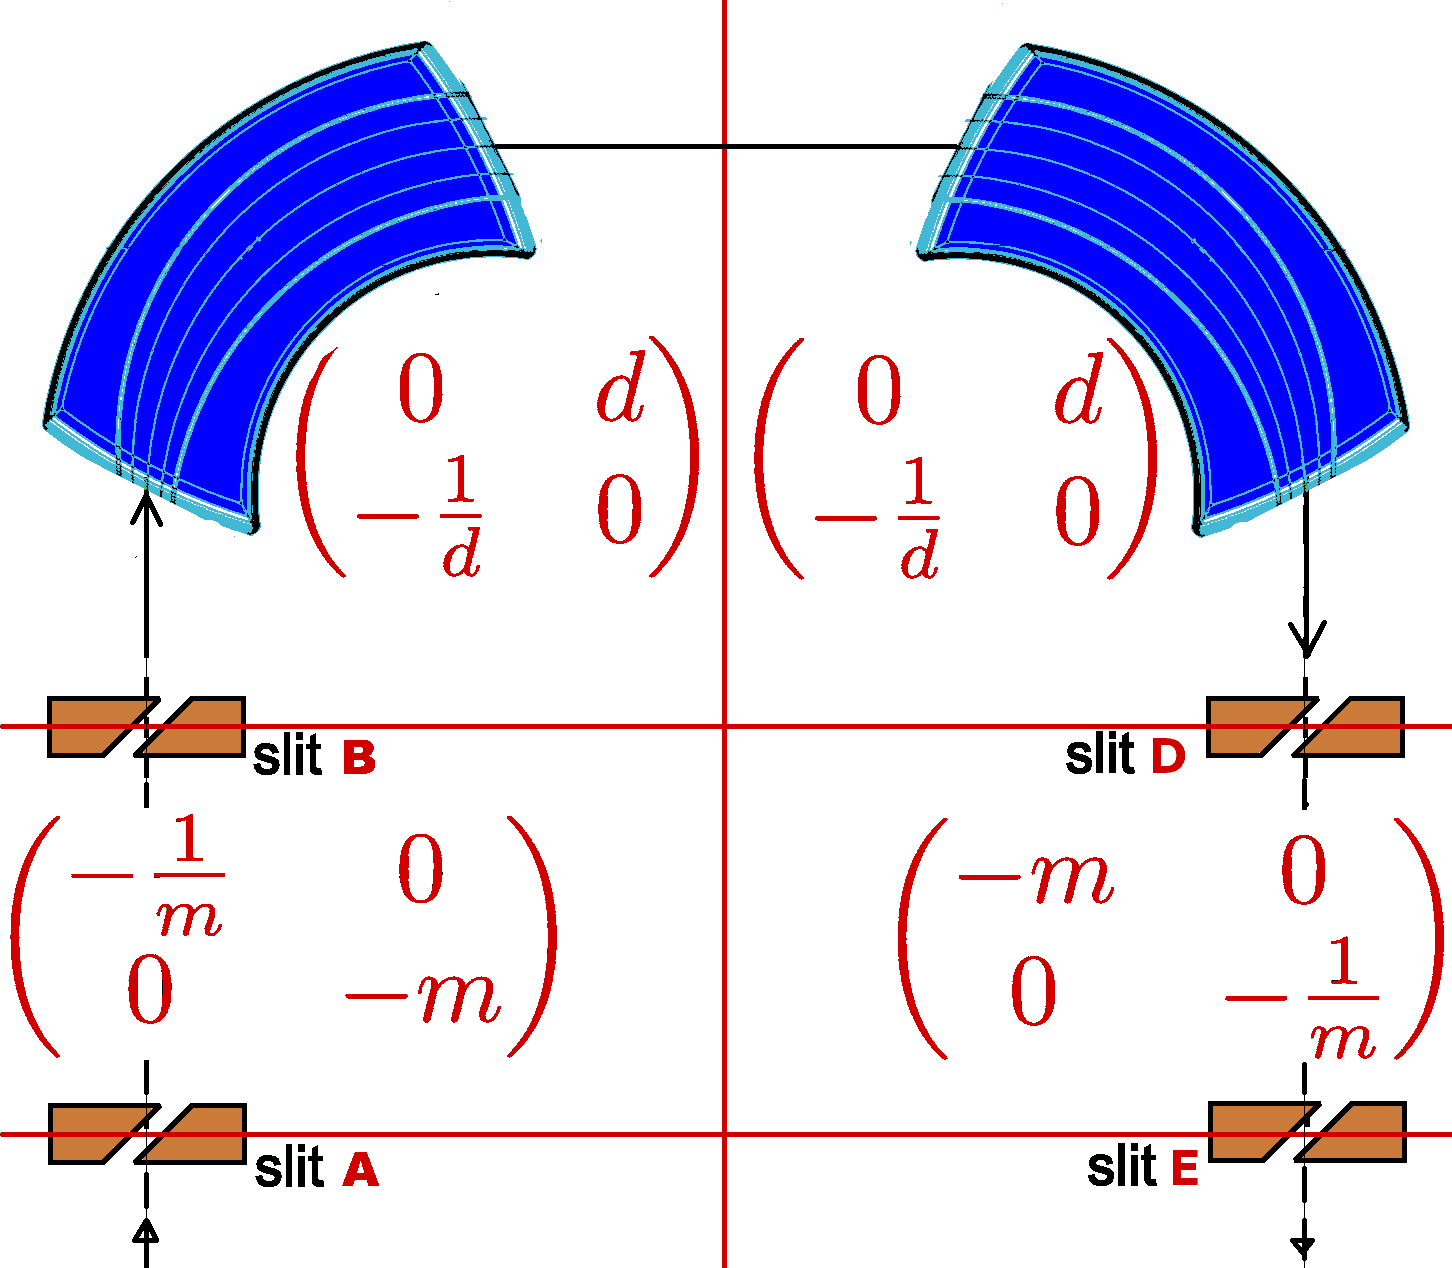 0 d 0 d
− 1/d 0 − 1/d 0
slit B slit D
− 1/m 0 −m 0
0 −m 0 − 1/m
slit A slit E